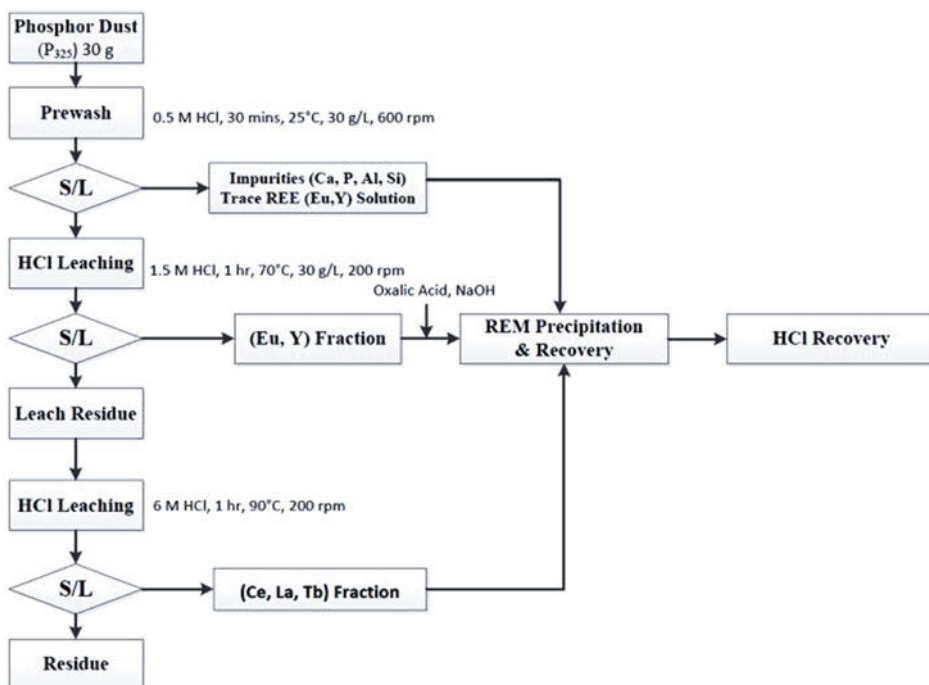 Phosphor Dust
(P₃₂₅) 30 g
Prewash
0.5 M HCl, 30 mins, 25°C, 30 g/L, 600 rpm
S/L
Impurities (Ca, P, Al, Si)
Trace REE (Eu,Y) Solution
HCl Leaching
1.5 M HCl, 1 hr, 70°C, 30 g/L, 200 rpm
Oxalic Acid, NaOH
S/L
(Eu, Y) Fraction
REM Precipitation
& Recovery
HCl Recovery
Leach Residue
HCl Leaching
6 M HCl, 1 hr, 90°C, 200 rpm
S/L
(Ce, La, Tb) Fraction
Residue